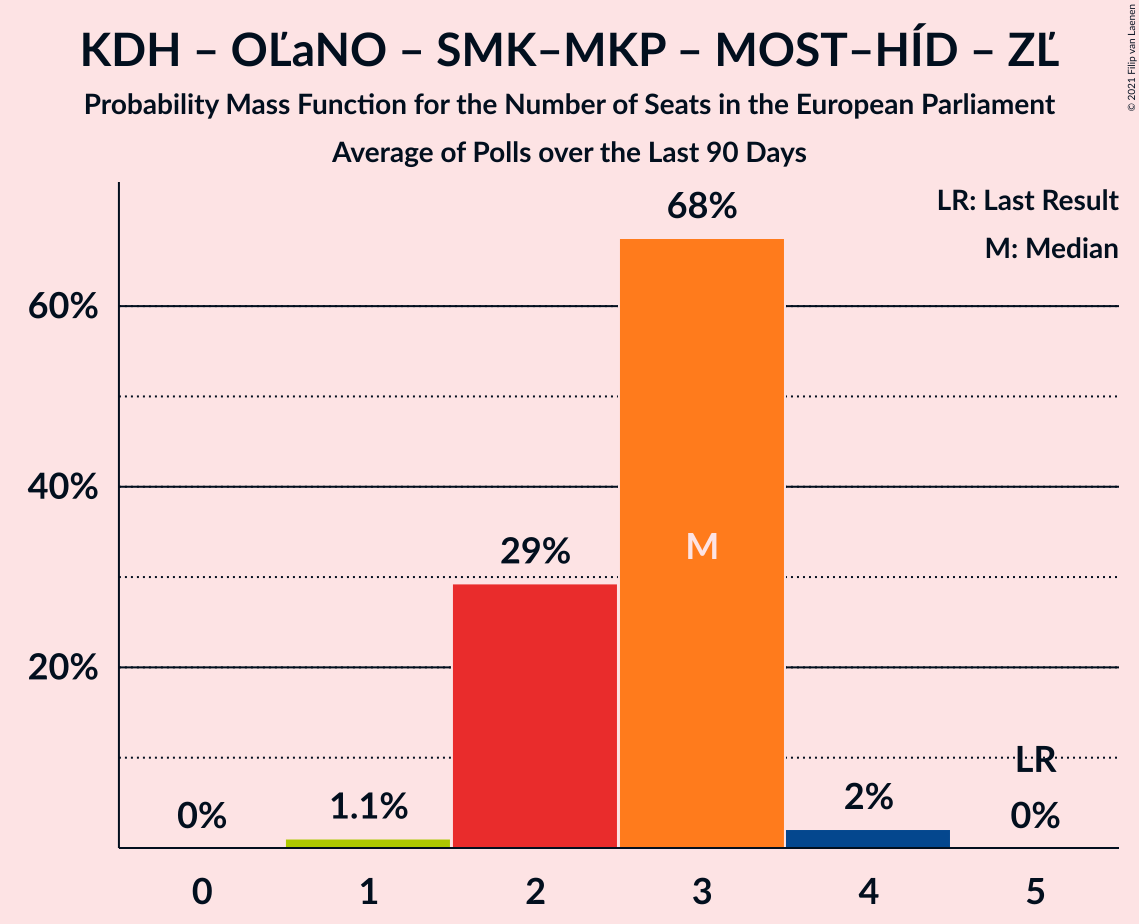 KDH – OĽaNO – SMK–MKP – MOST–HÍD – ZĽ
Probability Mass Function for the Number of Seats in the European Parliament
Average of Polls over the Last 90 Days
© 2021 Filip van Laenen
LR: Last Result
M: Median
68%
60%
40%
M
29%
20%
LR
0%
1.1%
2%
0%
0 1 2 3 4 5